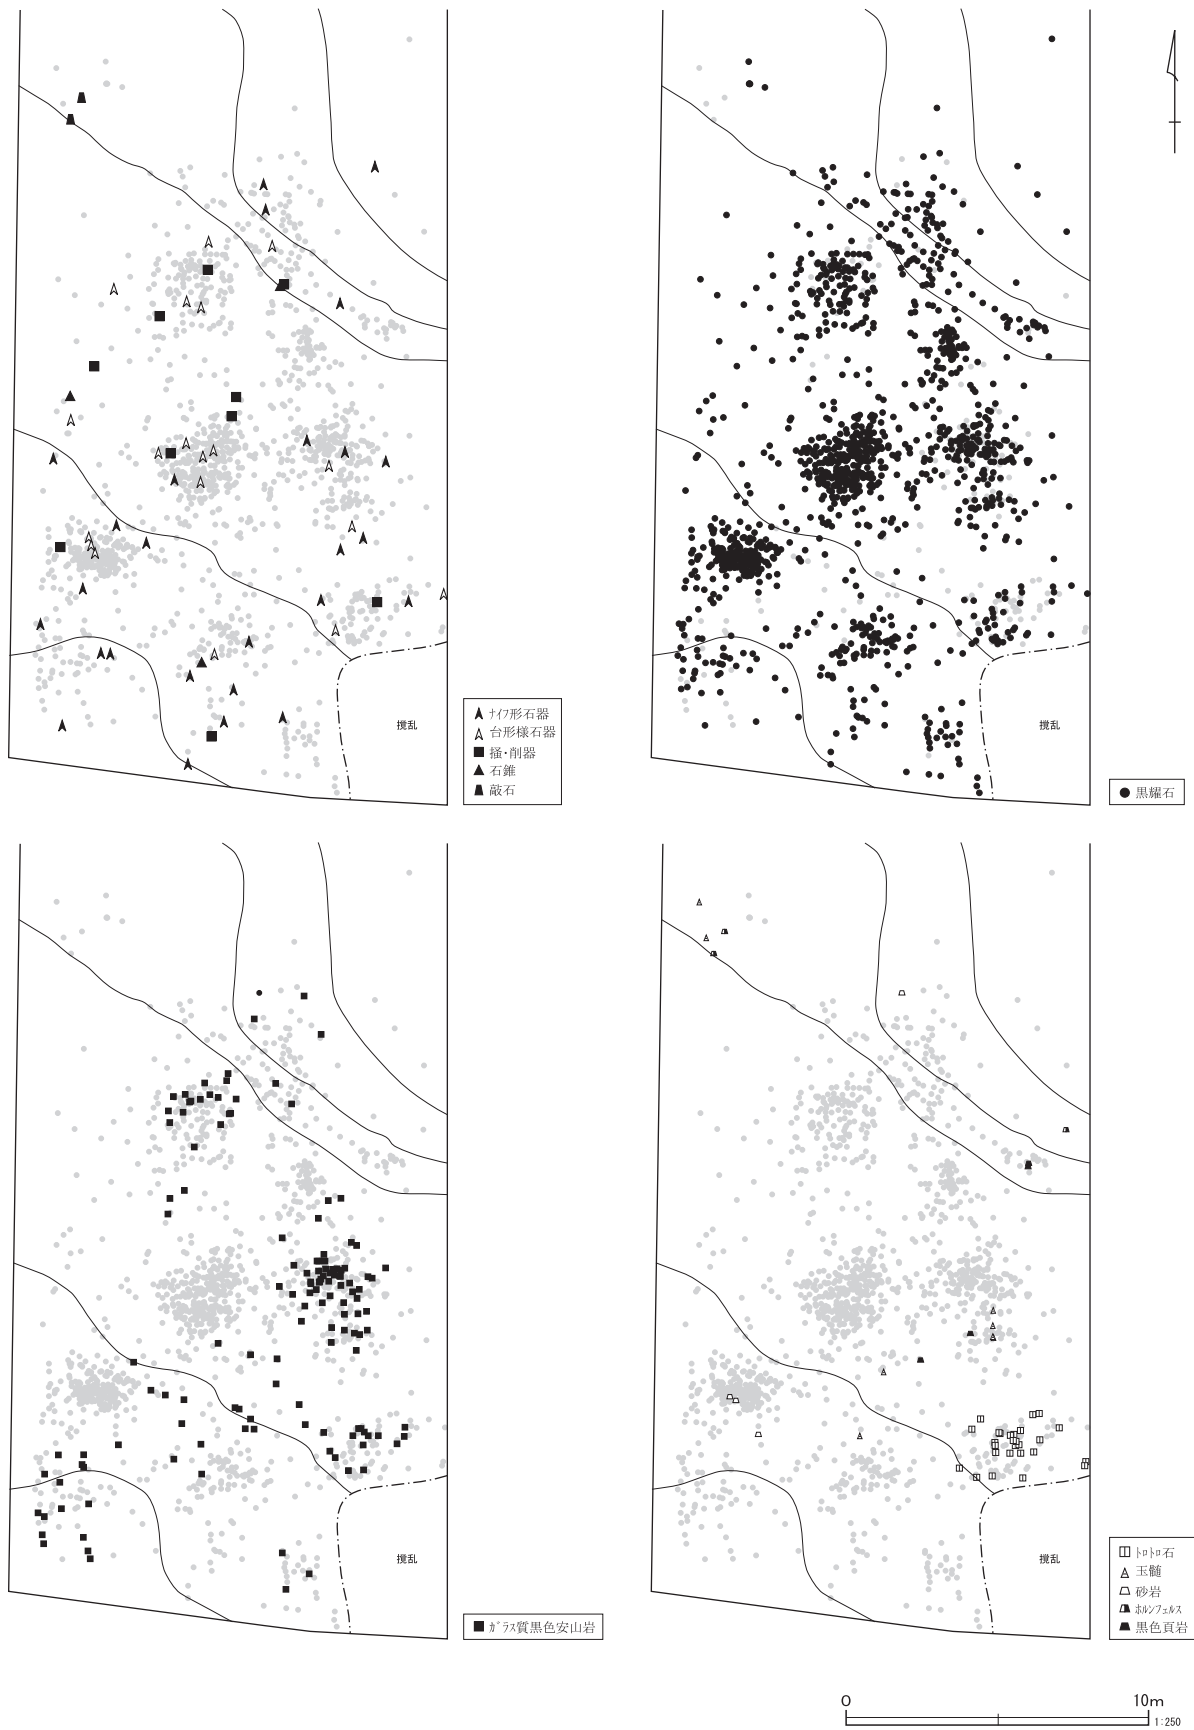 攪乱
ﾅｲﾌ形石器
台形様石器
掻・削器
石錐
敲石
攪乱
黒耀石
攪乱
ｶﾞﾗｽ質黒色安山岩
攪乱
ﾄﾛﾄﾛ石
玉髄
砂岩
ﾎﾙﾝﾌｪﾙｽ
黒色頁岩
0 10m
1:250